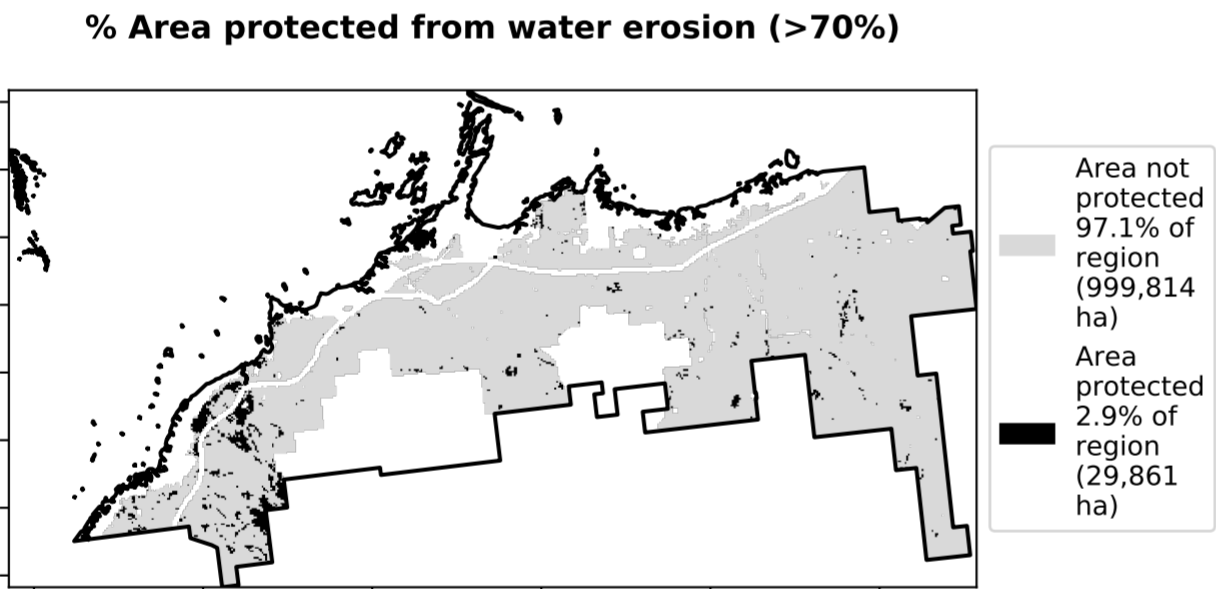 % Area protected from water erosion (>70%)
Area not
protected
97.1% of
region
(999,814
ha)
Area
protected
2.9% of
region
(29,861
ha)